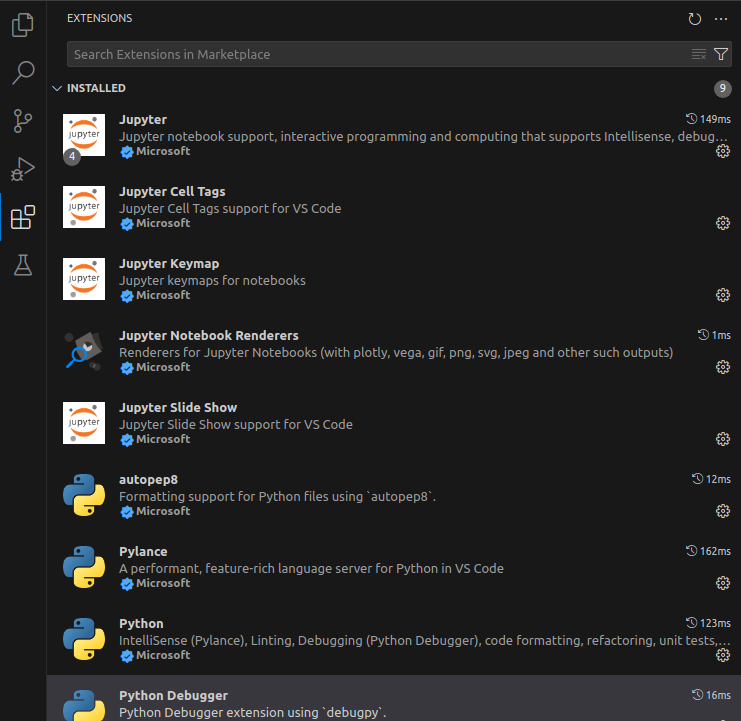 EXTENSIONS
Search Extensions in Marketplace
INSTALLED 9
jupyter
4
Jupyter 149ms
Jupyter notebook support, interactive programming and computing that supports Intellisense, debug...
Microsoft
jupyter
Jupyter Cell Tags
Jupyter Cell Tags support for VS Code
Microsoft
jupyter
Jupyter Keymap
Jupyter keymaps for notebooks
Microsoft
Jupyter Notebook Renderers 1ms
Renderers for Jupyter Notebooks (with plotly, vega, gif, png, svg, jpeg and other such outputs)
Microsoft
jupyter
Jupyter Slide Show
Jupyter Slide Show support for VS Code
Microsoft
autopep8 12ms
Formatting support for Python files using `autopep8`.
Microsoft
Pylance 162ms
A performant, feature-rich language server for Python in VS Code
Microsoft
Python 123ms
IntelliSense (Pylance), Linting, Debugging (Python Debugger), code formatting, refactoring, unit tests,...
Microsoft
Python Debugger 16ms
Python Debugger extension using `debugpy`.